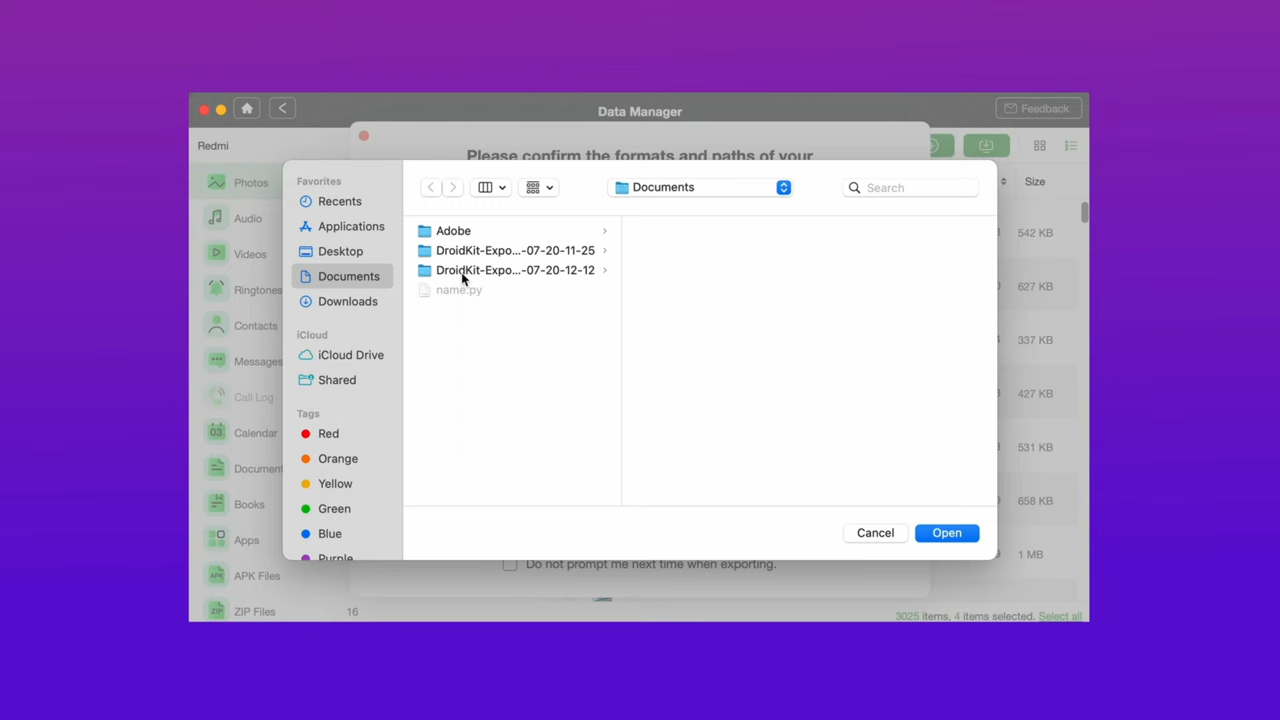 Data Manager
Feedback
Redmi
Please confirm the formats and paths of your
Size
Photos
Audio
Videos
Ringtones
Contacts
Messages
Call Log
Calendar
Document
Books
Apps
APK Files
ZIP Files
16
Favorites
Recents
Applications
Desktop
Documents
Downloads
iCloud
iCloud Drive
Shared
Tags
Red
Orange
Yellow
Green
Blue
Purple
Documents
Search
Adobe
DroidKit-Expo...-07-20-11-25
DroidKit-Expo...-07-20-12-12
name.py
Cancel
Open
542 KB
627 KB
337 KB
427 KB
531 KB
658 KB
1 MB
Do not prompt me next time when exporting.
3025 items, 4 items selected. Select all